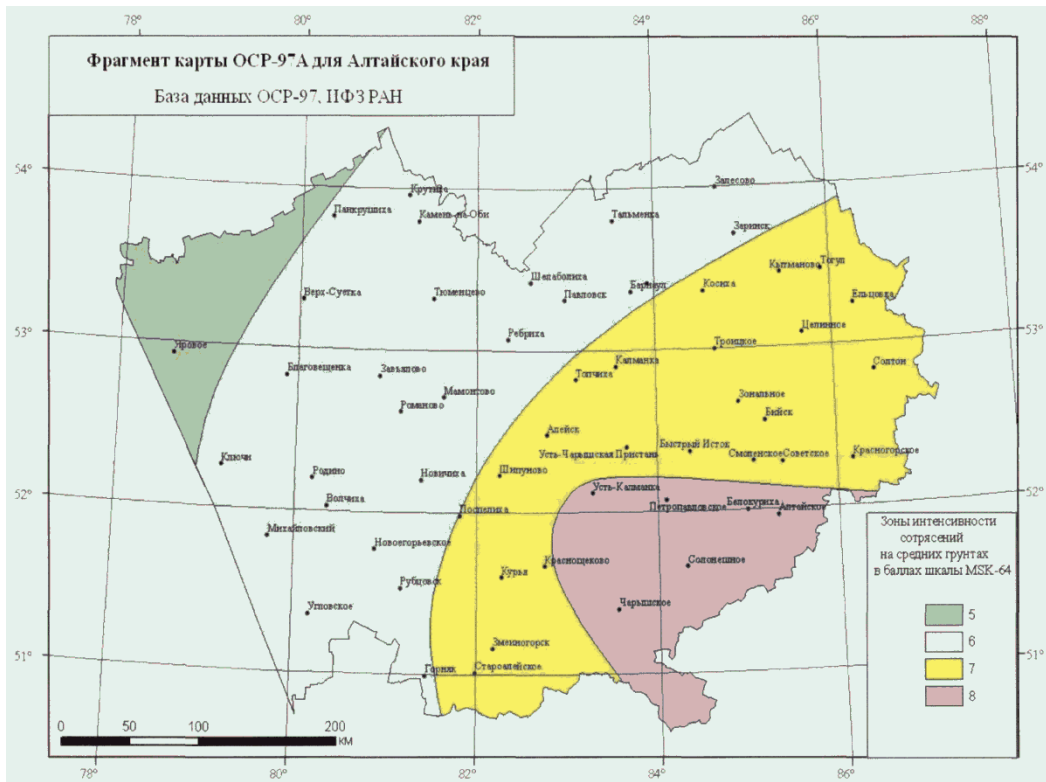 78°
80°
82°
84°
86°
88°
Фрагмент карты ОСР-97А для Алтайского края
База данных ОСР-97, ИФЗ РАН
54°
54°
Залесово
Крутиха
Панкрушиха
Камень-на-Оби
Тальменка
Заринск
Тогул
Кытманово
Шелаболиха
Барнаул
Косиха
Верх-Суетка
Тюменцево
Павловск
Ельцовка
53°
53°
Целинное
Ребриха
Яровое
Троицкое
Калманка
Солтон
Благовещенка
Завьялово
Топчиха
Мамонтово
Романово
Зональное
Бийск
Алейск
Быстрый Исток
Усть-Чарышская Пристань
Смоленское
Советское
Красногорское
Ключи
52°
52°
Родино
Новичиха
Шипуново
Усть-Калманка
Волчиха
Петропавловское
Белокуриха
Алтайское
Поспелиха
Михайловский
Новоегорьевское
Краснощеково
Солонешное
Курья
Рубцовск
Чарышское
Угловское
Змеиногорск
51°
51°
Горняк
Староалейское
Зоны интенсивности
сотрясений
на средних грунтах
в баллах шкалы MSK-64
5
6
7
8
0
50
100
200
км
78°
80°
82°
84°
86°